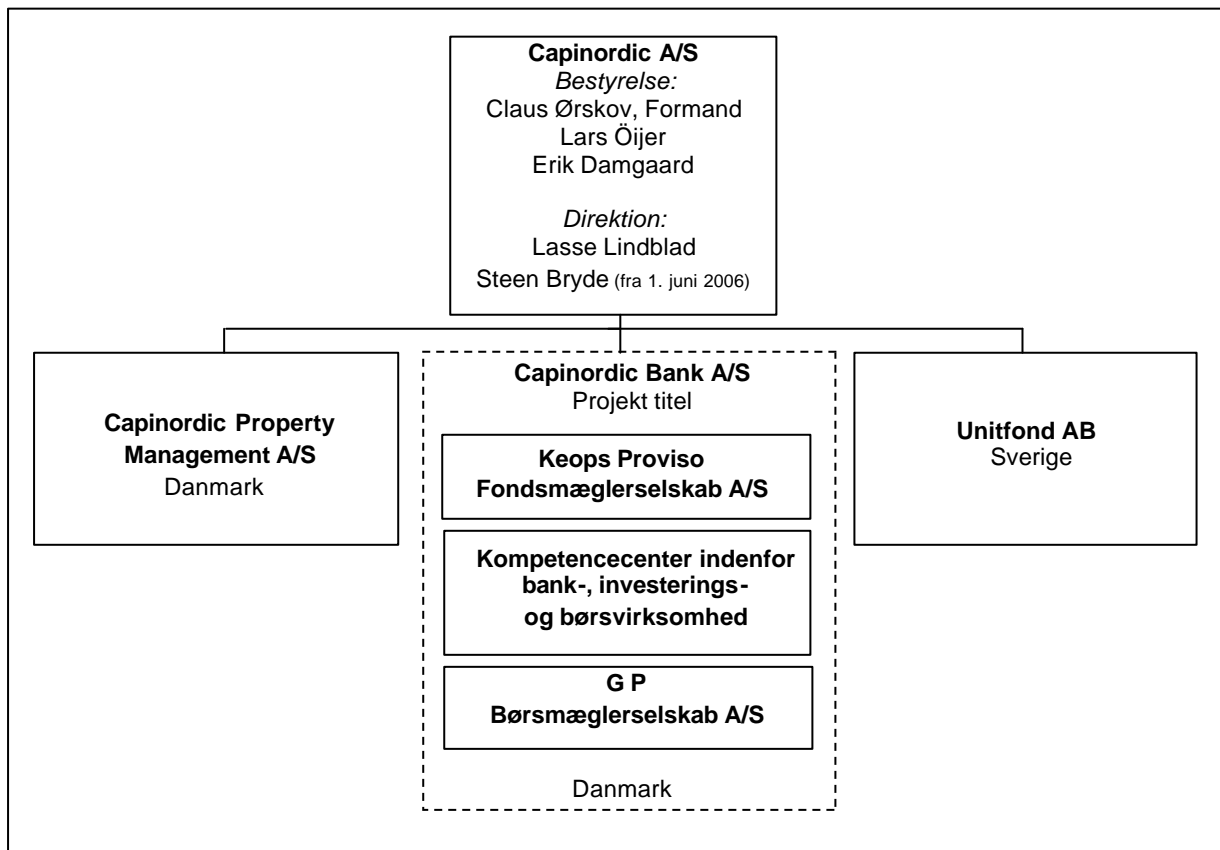 Capinordic A/S
Bestyrelse:
Claus Ørskov, Formand
Lars Öijer
Erik Damgaard
Direktion:
Lasse Lindblad
Steen Bryde (fra 1. juni 2006)
Capinordic Property
Management A/S
Danmark
Capinordic Bank A/S
Projekt titel
Keops Proviso
Fondsmæglerselskab A/S
Kompetencecenter indenfor
bank-, investerings-
og børsvirksomhed
G P
Børsmæglerselskab A/S
Danmark
Unitfond AB
Sverige